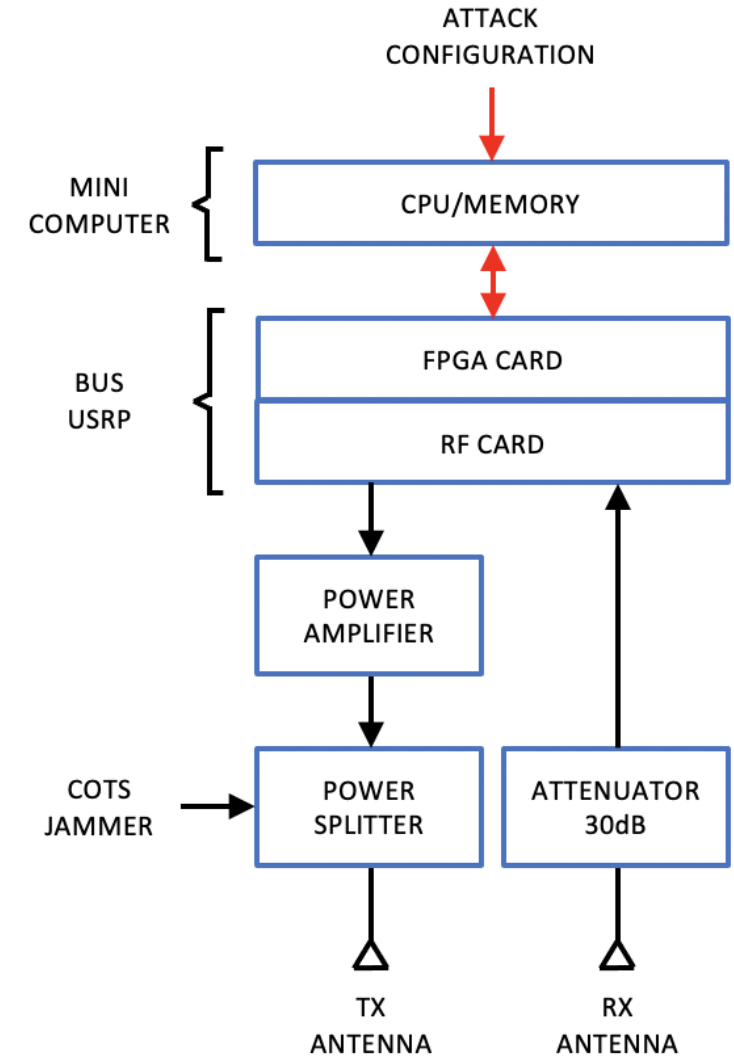 ATTACK
CONFIGURATION
MINI
COMPUTER
CPU/MEMORY
BUS
USRP
FPGA CARD
RF CARD
POWER
AMPLIFIER
COTS
JAMMER
POWER
SPLITTER
ATTENUATOR
30dB
TX
ANTENNA
RX
ANTENNA